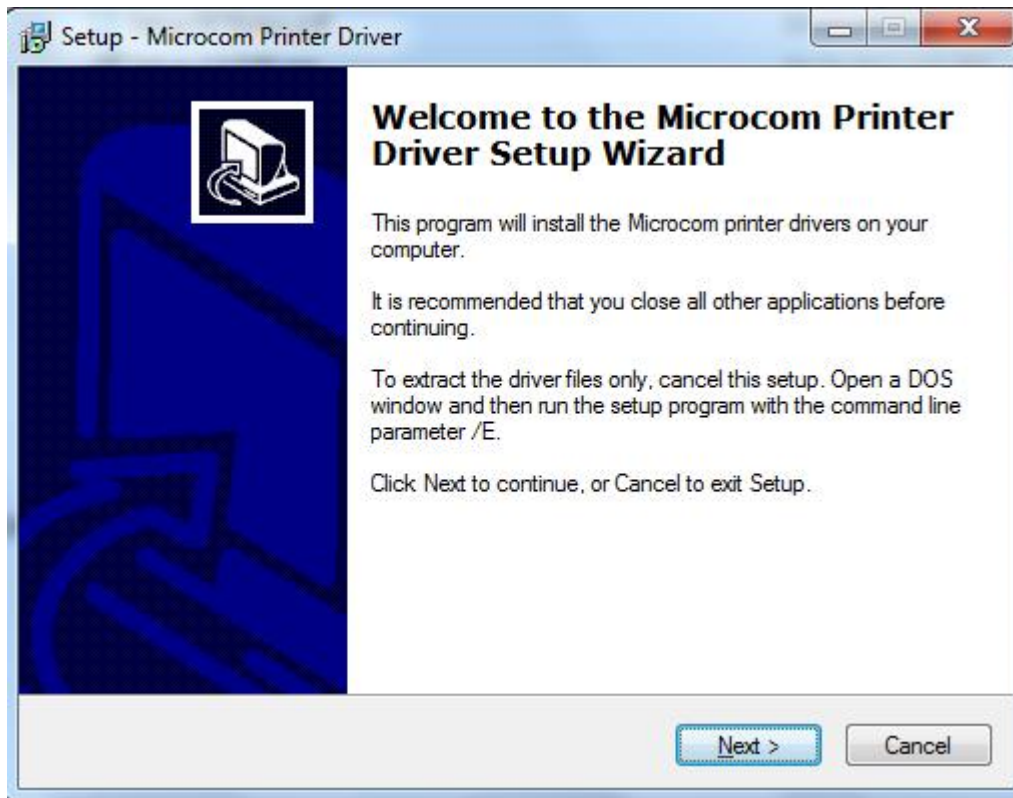 Setup - Microcom Printer Driver
Welcome to the Microcom Printer
Driver Setup Wizard
This program will install the Microcom printer drivers on your
computer.
It is recommended that you close all other applications before
continuing.
To extract the driver files only, cancel this setup. Open a DOS
window and then run the setup program with the command line
parameter /E.
Click Next to continue, or Cancel to exit Setup.
Next >
Cancel